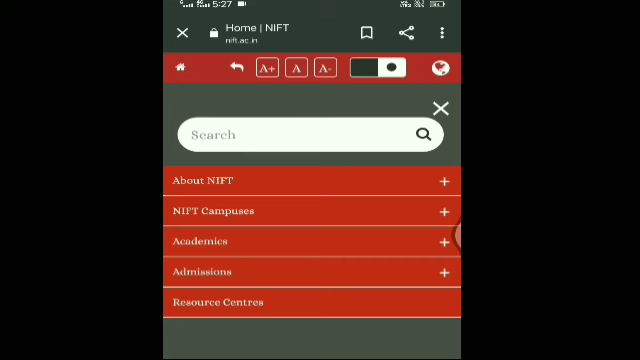 5:27
Home | NIFT
nift.ac.in
A+ A A-
Search
About NIFT +
NIFT Campuses +
Academics +
Admissions +
Resource Centres